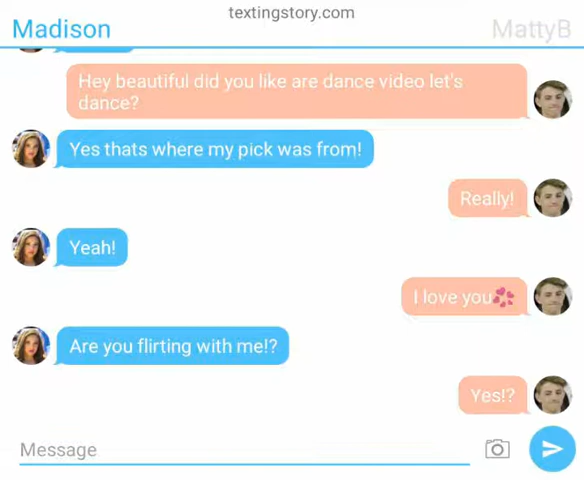 textingstory.com
Madison
MattyB
Hey beautiful did you like are dance video let's
dance?
Yes thats where my pick was from!
Really!
Yeah!
I love you💞
Are you flirting with me!?
Yes!?
Message